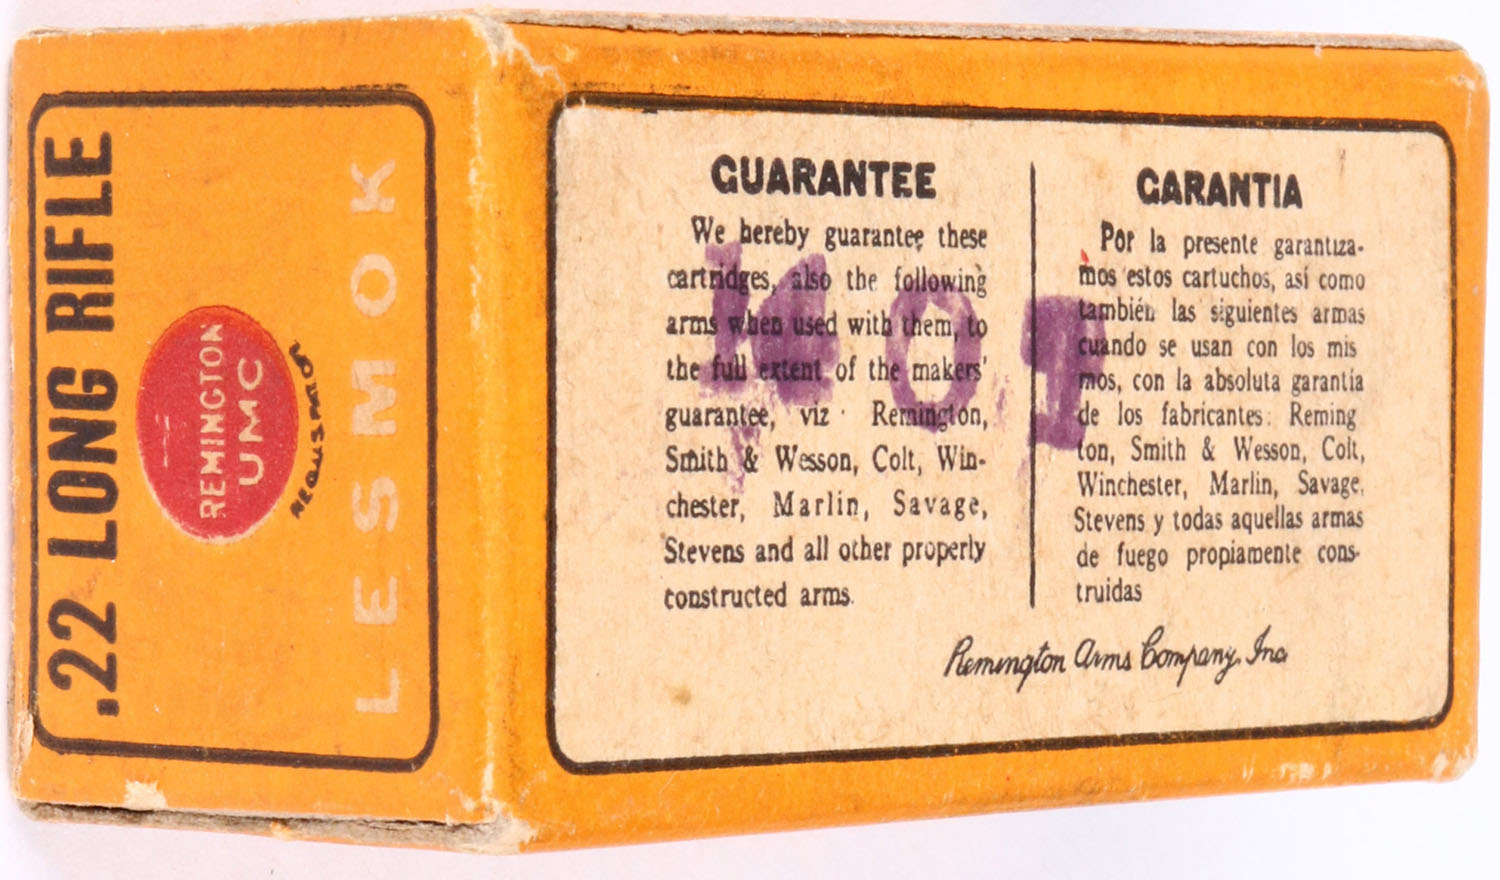 .22 LONG RIFLE
REMINGTON
UMC
LESMOK
GUARANTEE
We hereby guarantee these
cartridges, also the following
arms when used with them, to
the full extent of the makers'
guarantee, viz · Remington,
Smith & Wesson, Colt, Win-
chester, Marlin, Savage,
Stevens and all other properly
constructed arms.
GARANTIA
Por la presente garantiza-
mos estos cartuchos, así como
también las siguientes armas
cuando se usan con los mis
mos, con la absoluta garantía
de los fabricantes: Reming
ton, Smith & Wesson, Colt,
Winchester, Marlin, Savage,
Stevens y todas aquellas armas
de fuego propiamente cons-
truidas
Remington Arms Company, Inc